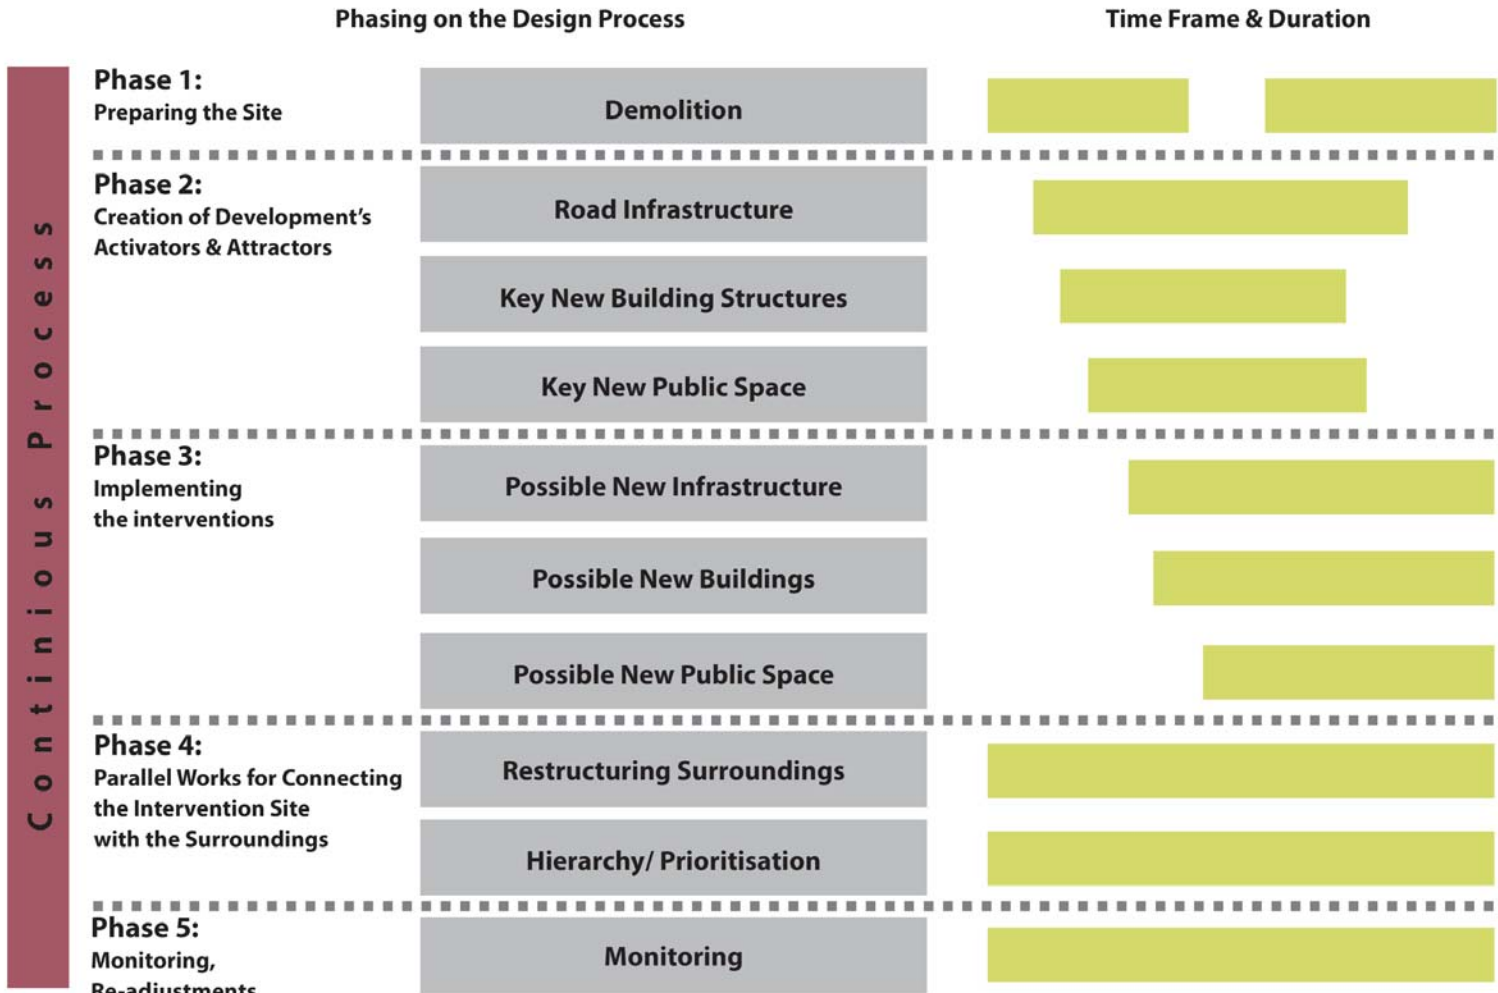 Phasing on the Design Process
Time Frame & Duration
Continious Process
Phase 1:
Preparing the Site
Demolition
Phase 2:
Creation of Development's
Activators & Attractors
Road Infrastructure
Key New Building Structures
Key New Public Space
Phase 3:
Implementing
the interventions
Possible New Infrastructure
Possible New Buildings
Possible New Public Space
Phase 4:
Parallel Works for Connecting
the Intervention Site
with the Surroundings
Restructuring Surroundings
Hierarchy/ Prioritisation
Phase 5:
Monitoring,
Re-adjustments
Monitoring